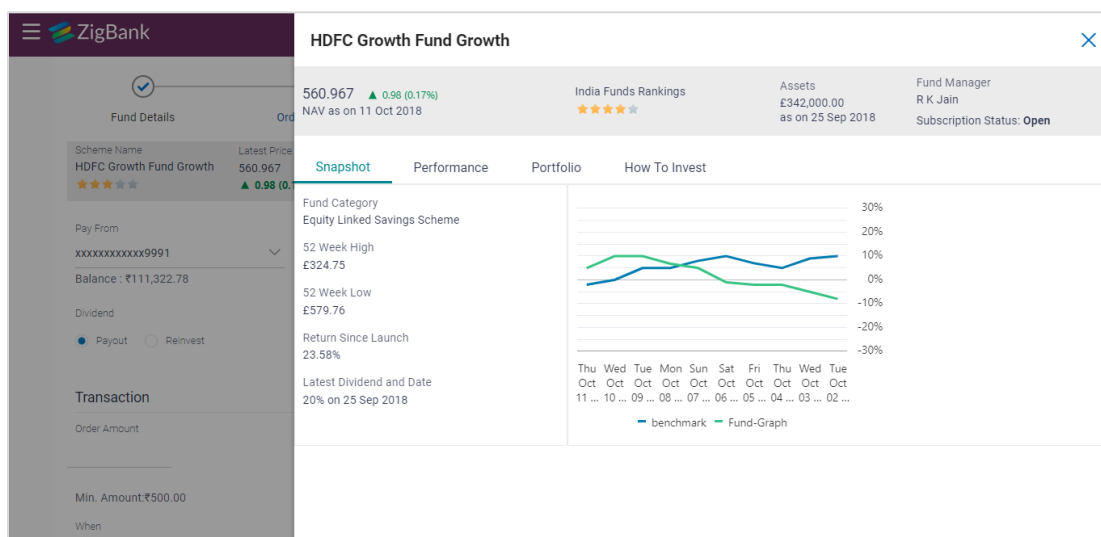 ZigBank
Fund Details
Ord
Scheme Name
Latest Price
HDFC Growth Fund Growth
560.967
▲ 0.98 (0.1
Pay From
xxxxxxxxxxxx9991
Balance : ₹111,322.78
Dividend
Payout
Reinvest
Transaction
Order Amount
Min. Amount:₹500.00
When
HDFC Growth Fund Growth
560.967 ▲ 0.98 (0.17%)
NAV as on 11 Oct 2018
India Funds Rankings
Assets
£342,000.00
as on 25 Sep 2018
Fund Manager
R K Jain
Subscription Status: Open
Snapshot Performance Portfolio How To Invest
Fund Category
Equity Linked Savings Scheme
52 Week High
£324.75
52 Week Low
£579.76
Return Since Launch
23.58%
Latest Dividend and Date
20% on 25 Sep 2018
30%
20%
10%
0%
-10%
-20%
-30%
Thu Wed Tue Mon Sun Sat Fri Thu Wed Tue
Oct Oct Oct Oct Oct Oct Oct Oct Oct Oct
11 ... 10 ... 09 ... 08 ... 07 ... 06 ... 05 ... 04 ... 03 ... 02 ...
benchmark Fund-Graph